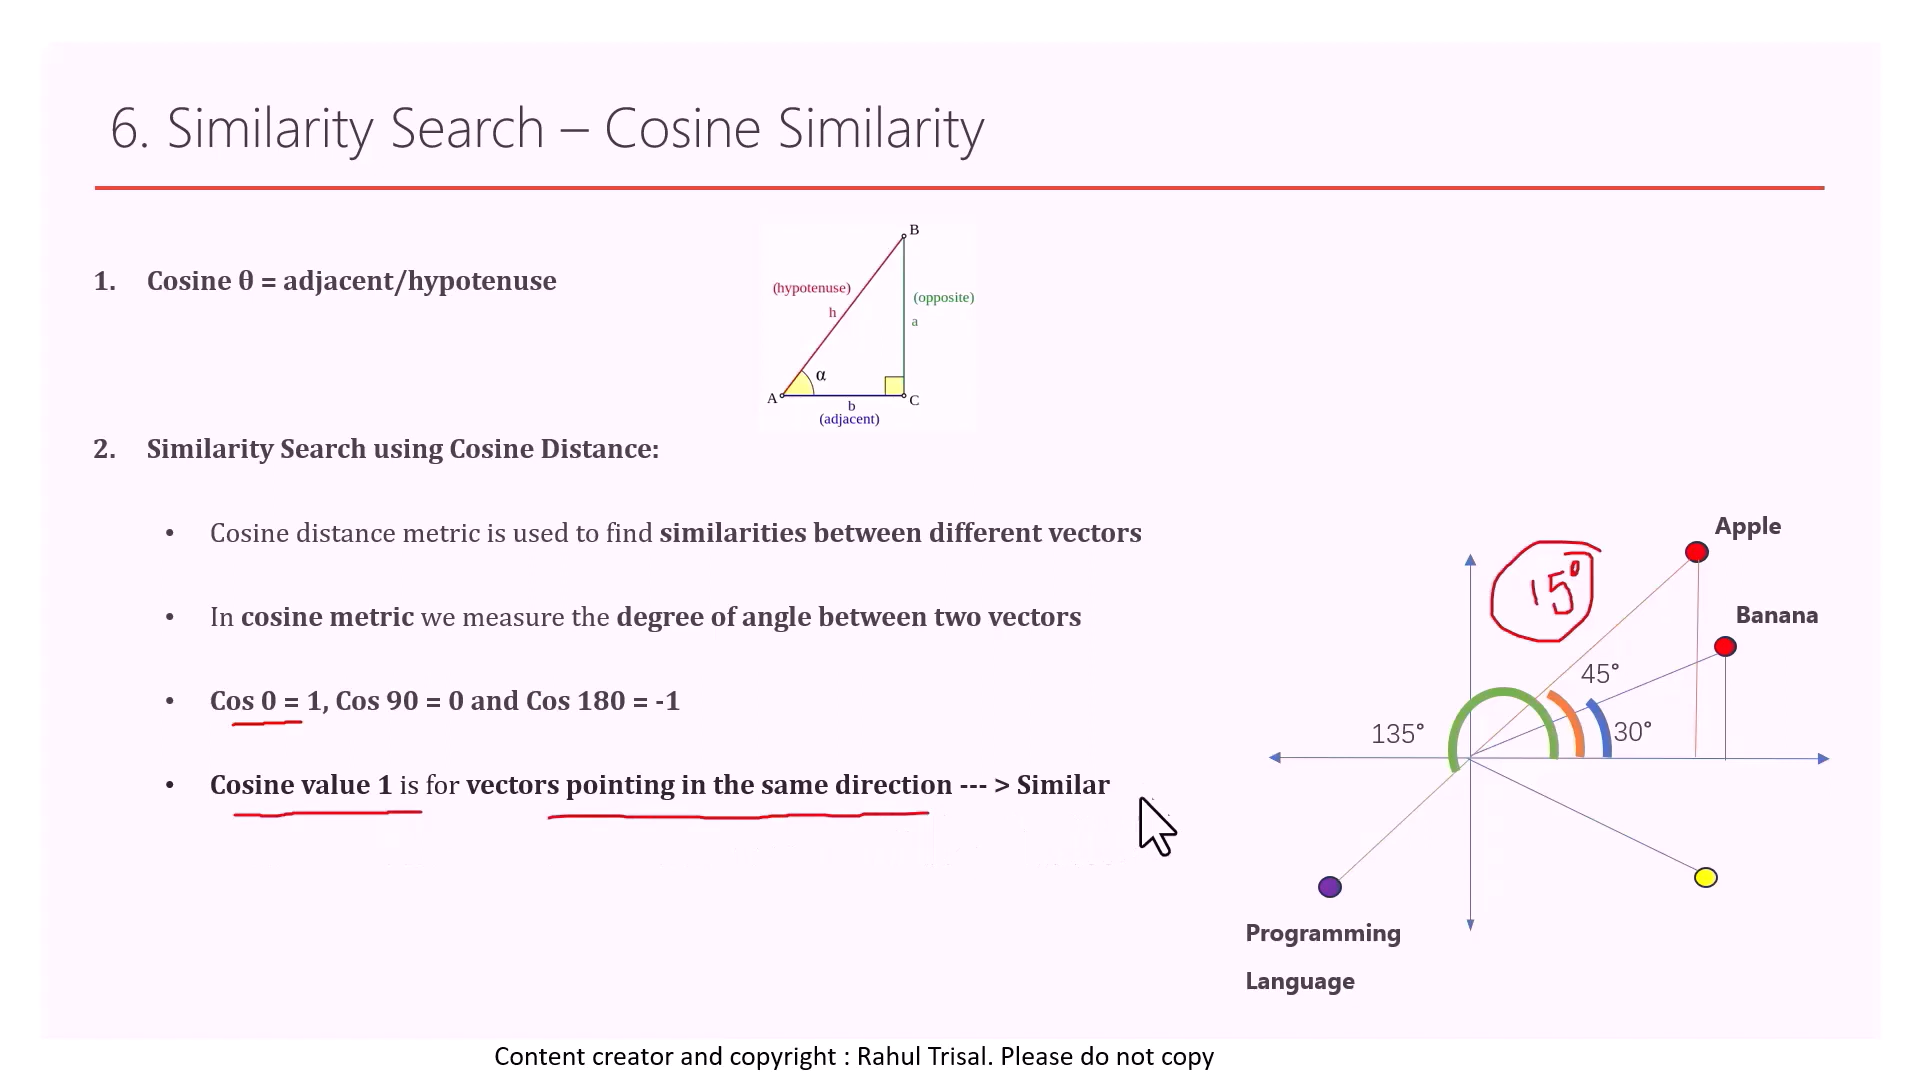 6. Similarity Search – Cosine Similarity
1. Cosine θ = adjacent/hypotenuse
B
(hypotenuse)
h
(opposite)
a
α
A
b
C
(adjacent)
2. Similarity Search using Cosine Distance:
• Cosine distance metric is used to find similarities between different vectors
• In cosine metric we measure the degree of angle between two vectors
• Cos 0 = 1, Cos 90 = 0 and Cos 180 = -1
• Cosine value 1 is for vectors pointing in the same direction --- > Similar
Apple
15°
Banana
45°
135°
30°
Programming
Language
Content creator and copyright : Rahul Trisal. Please do not copy